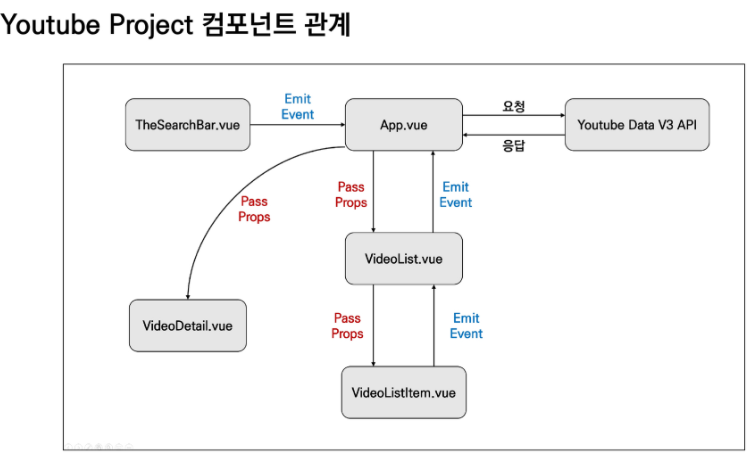 Youtube Project 컴포넌트 관계
Emit
Event
요청
TheSearchBar.vue
App.vue
Youtube Data V3 API
응답
Pass
Props
Pass
Props
Emit
Event
VideoList.vue
VideoDetail.vue
Pass
Props
Emit
Event
VideoListItem.vue